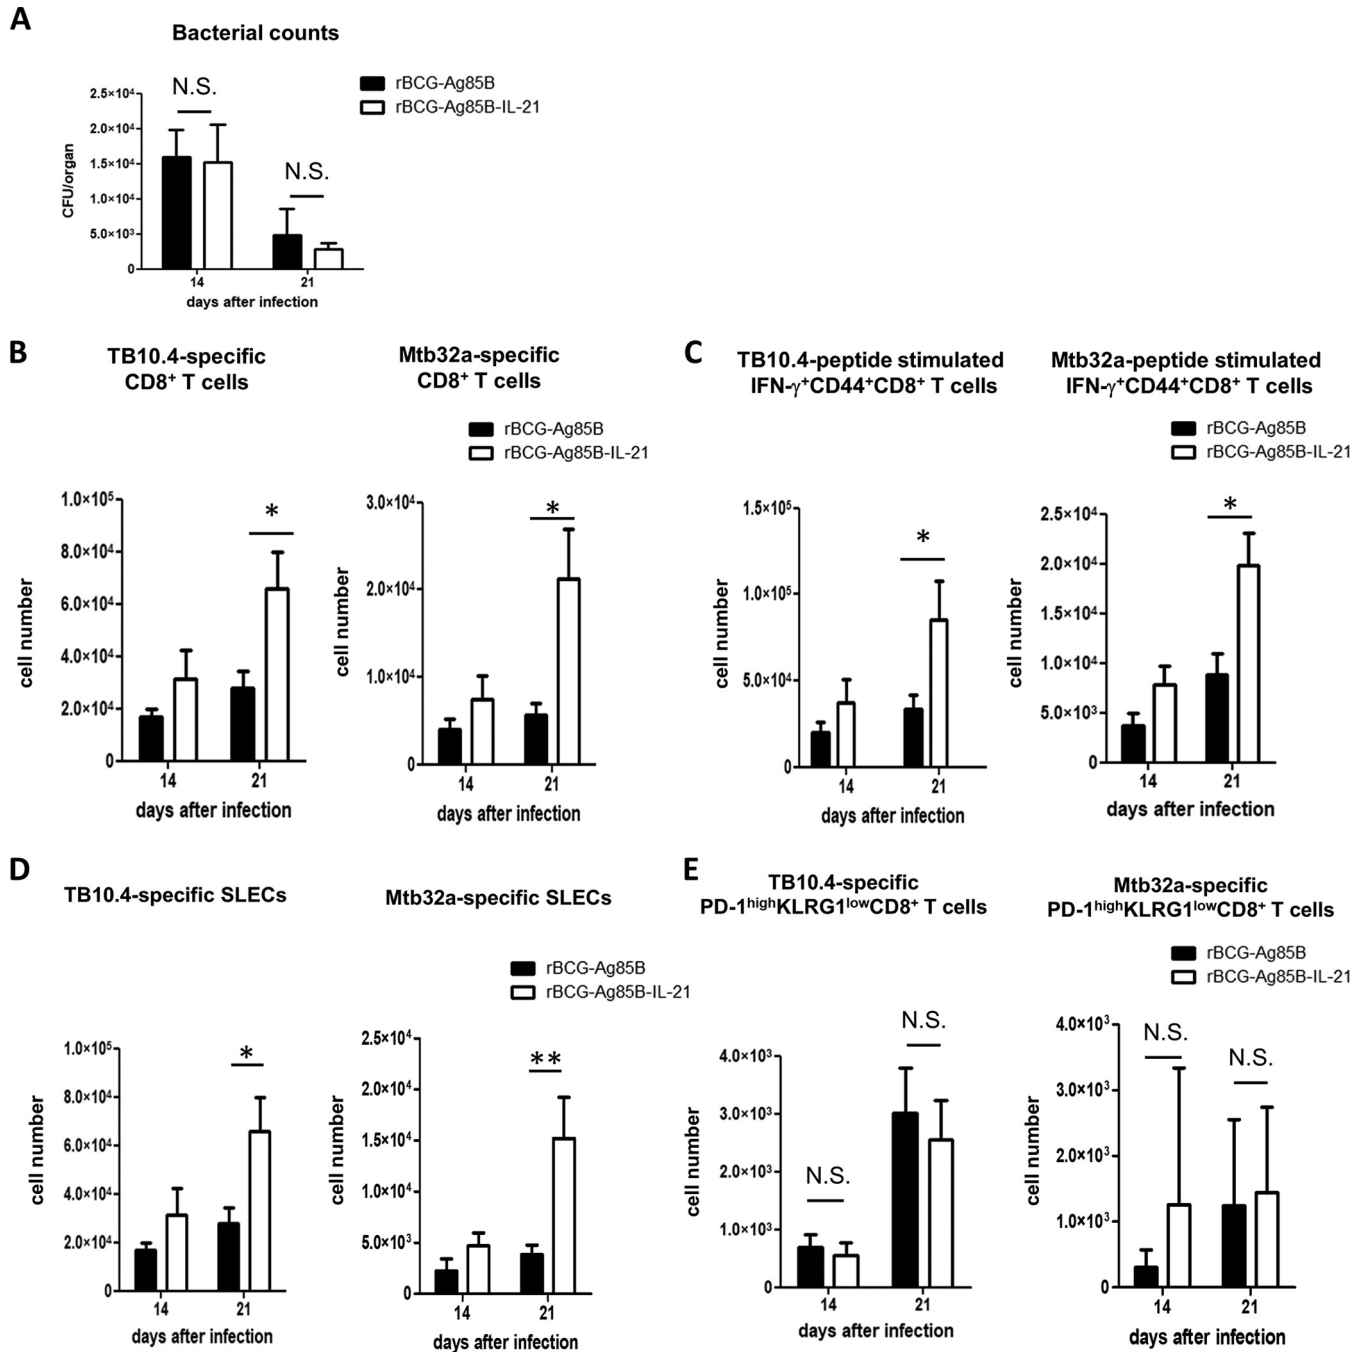 A
Bacterial counts
rBCG-Ag85B
rBCG-Ag85B-IL-21
N.S.
N.S.
2.5×10⁴
2.0×10⁴
1.5×10⁴
1.0×10⁴
5.0×10³
0
CFU/organ
14 21
days after infection
B
TB10.4-specific
CD8⁺ T cells
Mtb32a-specific
CD8⁺ T cells
rBCG-Ag85B
rBCG-Ag85B-IL-21
1.0×10⁵
8.0×10⁴
6.0×10⁴
4.0×10⁴
2.0×10⁴
0
cell number
*
14 21
days after infection
3.0×10⁴
2.0×10⁴
1.0×10⁴
0
cell number
*
14 21
days after infection
C
TB10.4-peptide stimulated
IFN-γ⁺CD44⁺CD8⁺ T cells
Mtb32a-peptide stimulated
IFN-γ⁺CD44⁺CD8⁺ T cells
rBCG-Ag85B
rBCG-Ag85B-IL-21
1.5×10⁵
1.0×10⁵
5.0×10⁴
0
cell number
*
14 21
days after infection
2.5×10⁴
2.0×10⁴
1.5×10⁴
1.0×10⁴
5.0×10³
0
cell number
*
14 21
days after infection
D
TB10.4-specific SLECs
Mtb32a-specific SLECs
rBCG-Ag85B
rBCG-Ag85B-IL-21
1.0×10⁵
8.0×10⁴
6.0×10⁴
4.0×10⁴
2.0×10⁴
0
cell number
*
14 21
days after infection
2.5×10⁴
2.0×10⁴
1.5×10⁴
1.0×10⁴
5.0×10³
0
cell number
**
14 21
days after infection
E
TB10.4-specific
PD-1ʰⁱᵍʰKLRG1ˡᵒʷCD8⁺ T cells
Mtb32a-specific
PD-1ʰⁱᵍʰKLRG1ˡᵒʷCD8⁺ T cells
rBCG-Ag85B
rBCG-Ag85B-IL-21
4.0×10³
3.0×10³
2.0×10³
1.0×10³
0
cell number
N.S.
N.S.
14 21
days after infection
4.0×10³
3.0×10³
2.0×10³
1.0×10³
0
cell number
N.S.
N.S.
14 21
days after infection